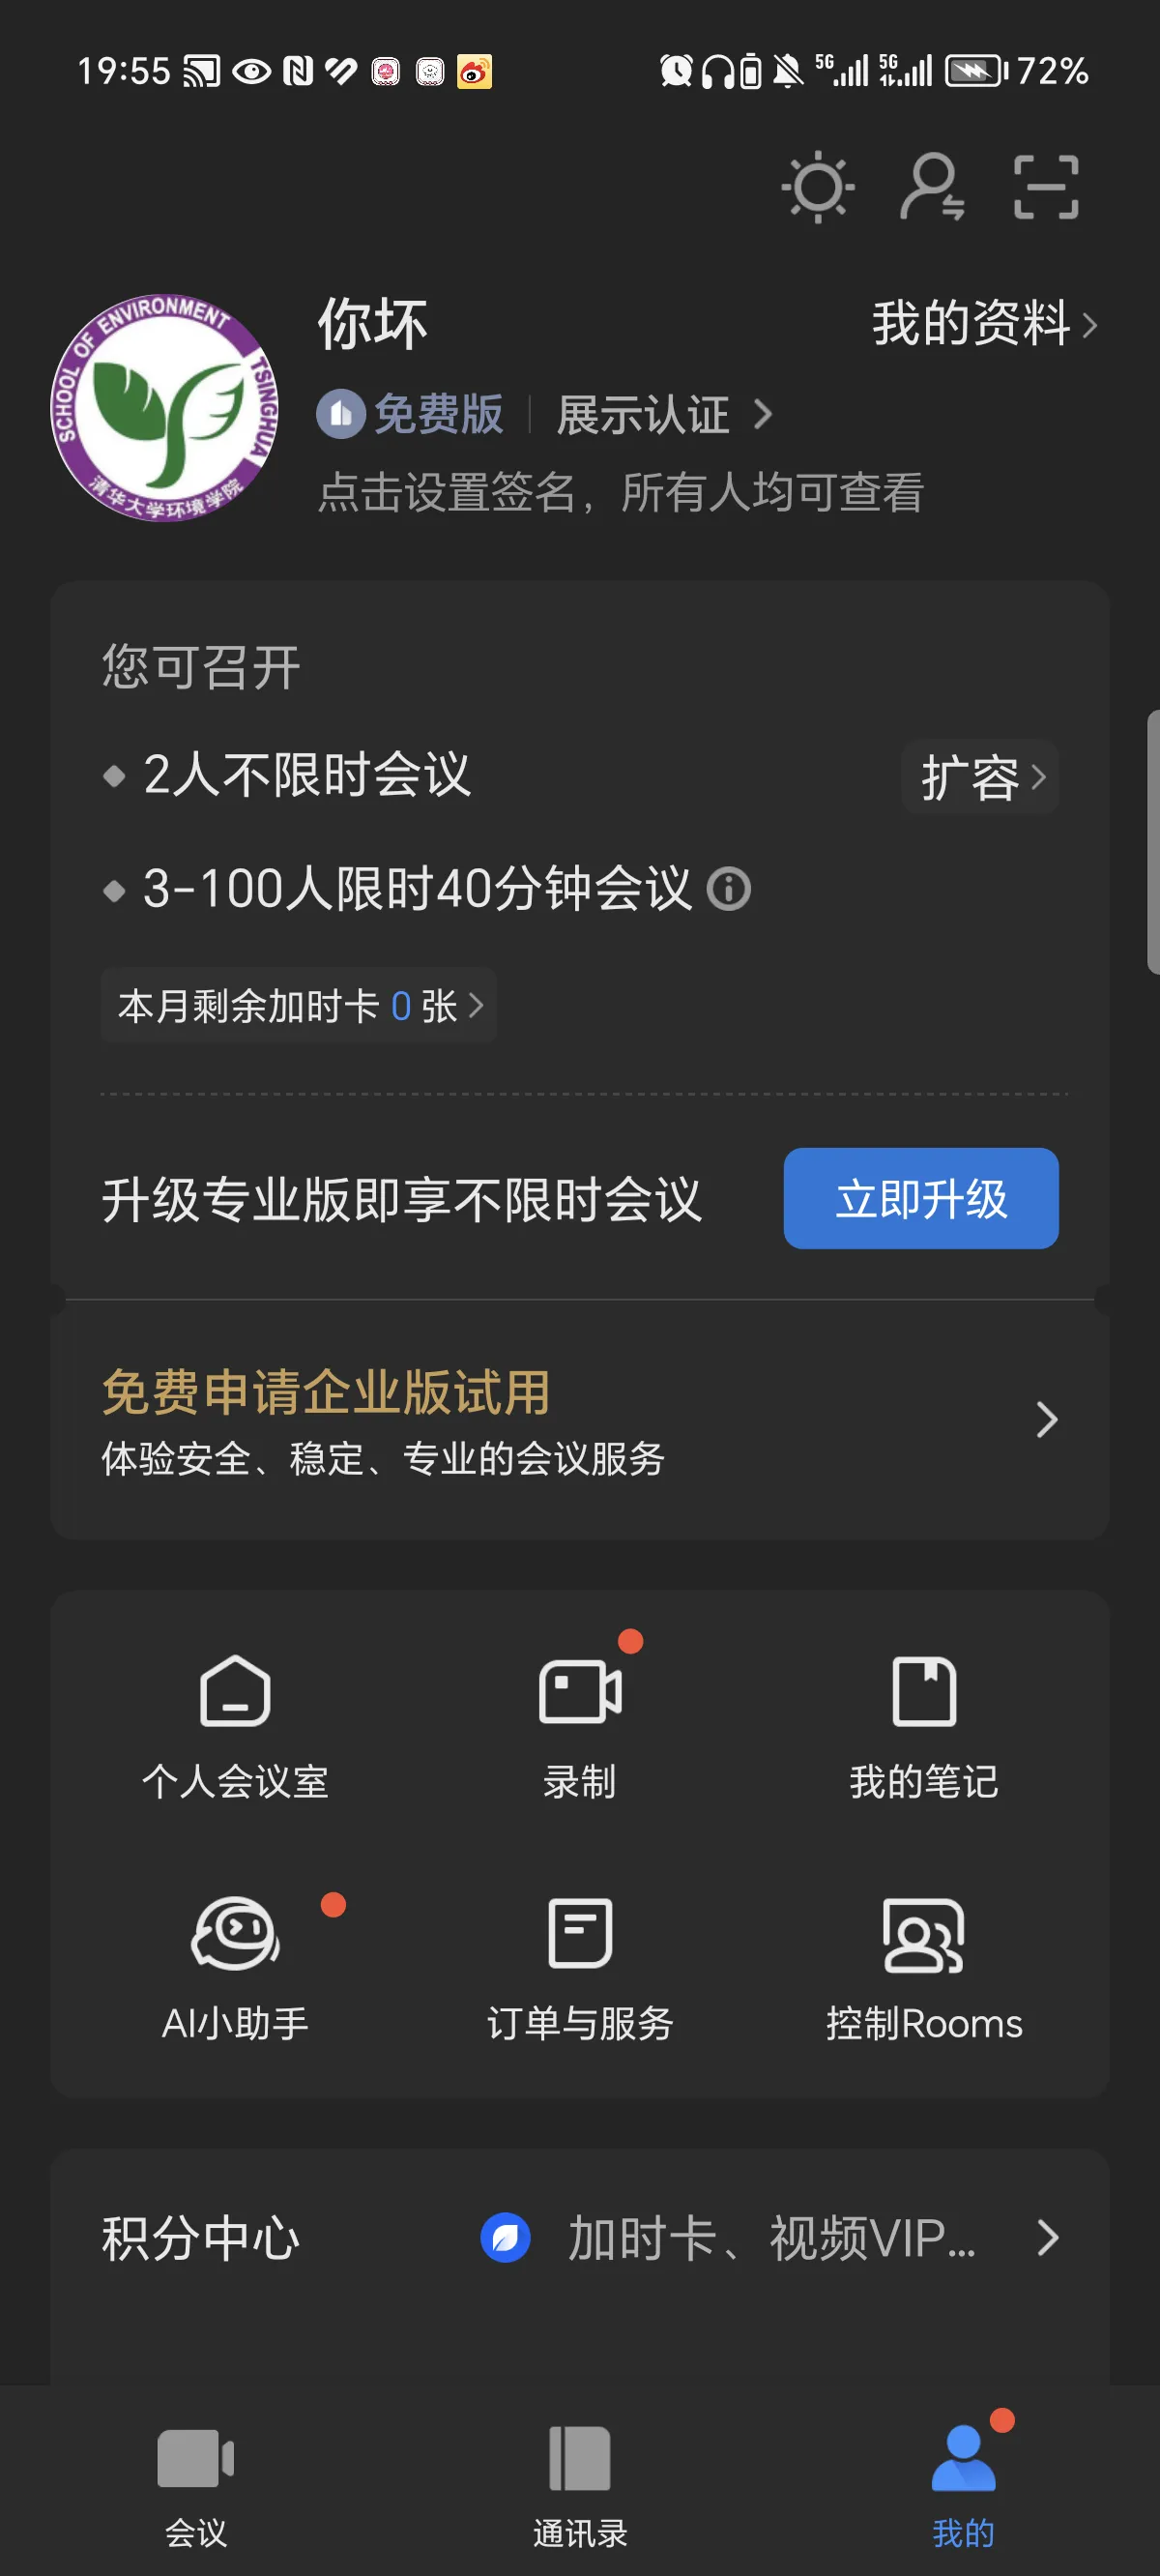 19:55
5G
5G
72%
SCHOOL OF ENVIRONMENT TSINGHUA
清华大学环境学院
你坏
我的资料
免费版
展示认证
点击设置签名，所有人均可查看
您可召开
2人不限时会议
扩容
3-100人限时40分钟会议
本月剩余加时卡 0 张
升级专业版即享不限时会议
立即升级
免费申请企业版试用
体验安全、稳定、专业的会议服务
个人会议室
录制
我的笔记
AI小助手
订单与服务
控制Rooms
积分中心
加时卡、视频VIP...
会议
通讯录
我的